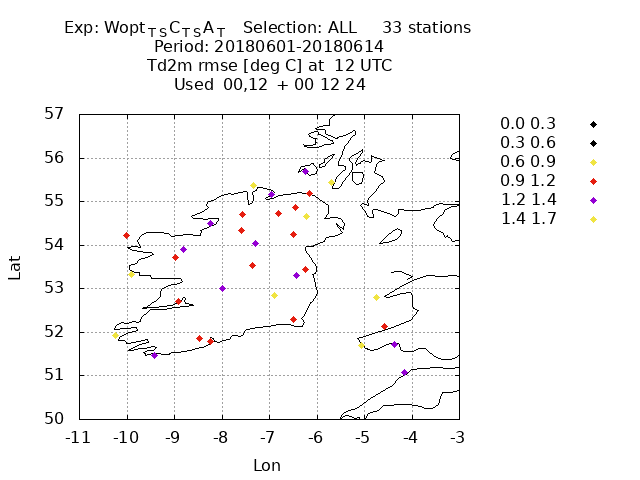 Exp: Wopt_TS C_TS A_T Selection: ALL 33 stations
Period: 20180601-20180614
Td2m rmse [deg C] at 12 UTC
Used 00,12 + 00 12 24
57
56
55
54
53
52
51
50
-11 -10 -9 -8 -7 -6 -5 -4 -3
Lat
Lon
0.0 0.3
0.3 0.6
0.6 0.9
0.9 1.2
1.2 1.4
1.4 1.7